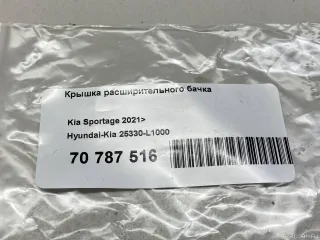 Крышка расширительного бачка
Kia Sportage 2021>
Hyundai-Kia 25330-L1000
70 787 516